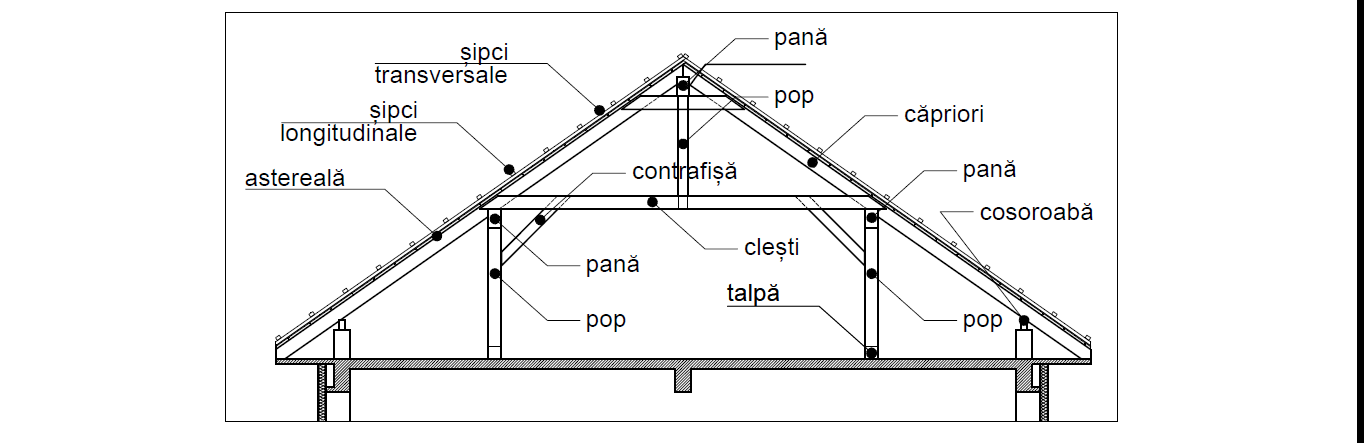 pană
șipci
transversale
pop
șipci
longitudinale
căpriori
contrafișă
pană
astereală
cosoroabă
clești
pană
talpă
pop
pop